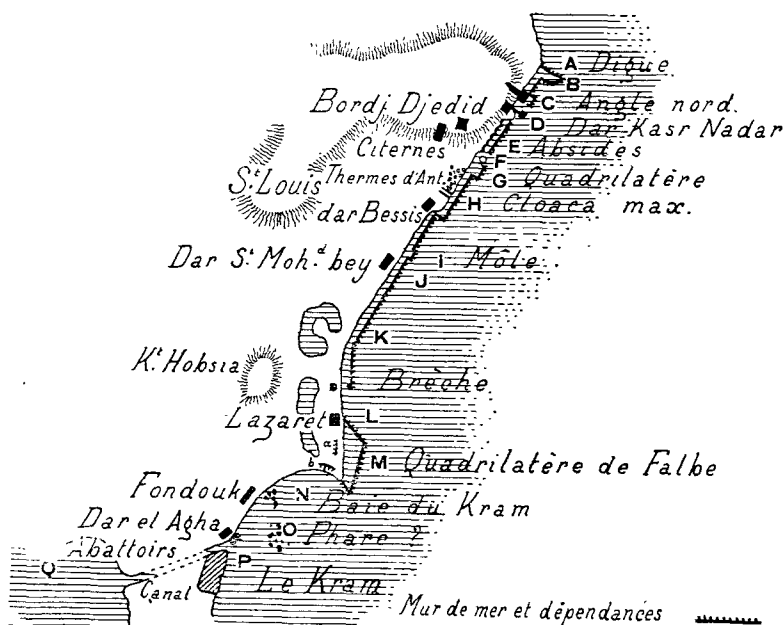 A Digue
B
C Angle nord.
D Dar Kasr Nadar
E Absides
F
G Quadrilatère
H Cloaca max.
I Môle
J
K
Brèche
L
M Quadrilatère de Falbe
N Baie du Kram
O Phare ?
P
Le Kram
Q
Bordj Djedid
Citernes
St Louis
Thermes d'Ant.
dar Bessis
Dar St Moh.d bey
Kt Hobsia
Lazaret
a
b
Fondouk
Dar el Agha
Abattoirs
Canal
Mur de mer et dépendances